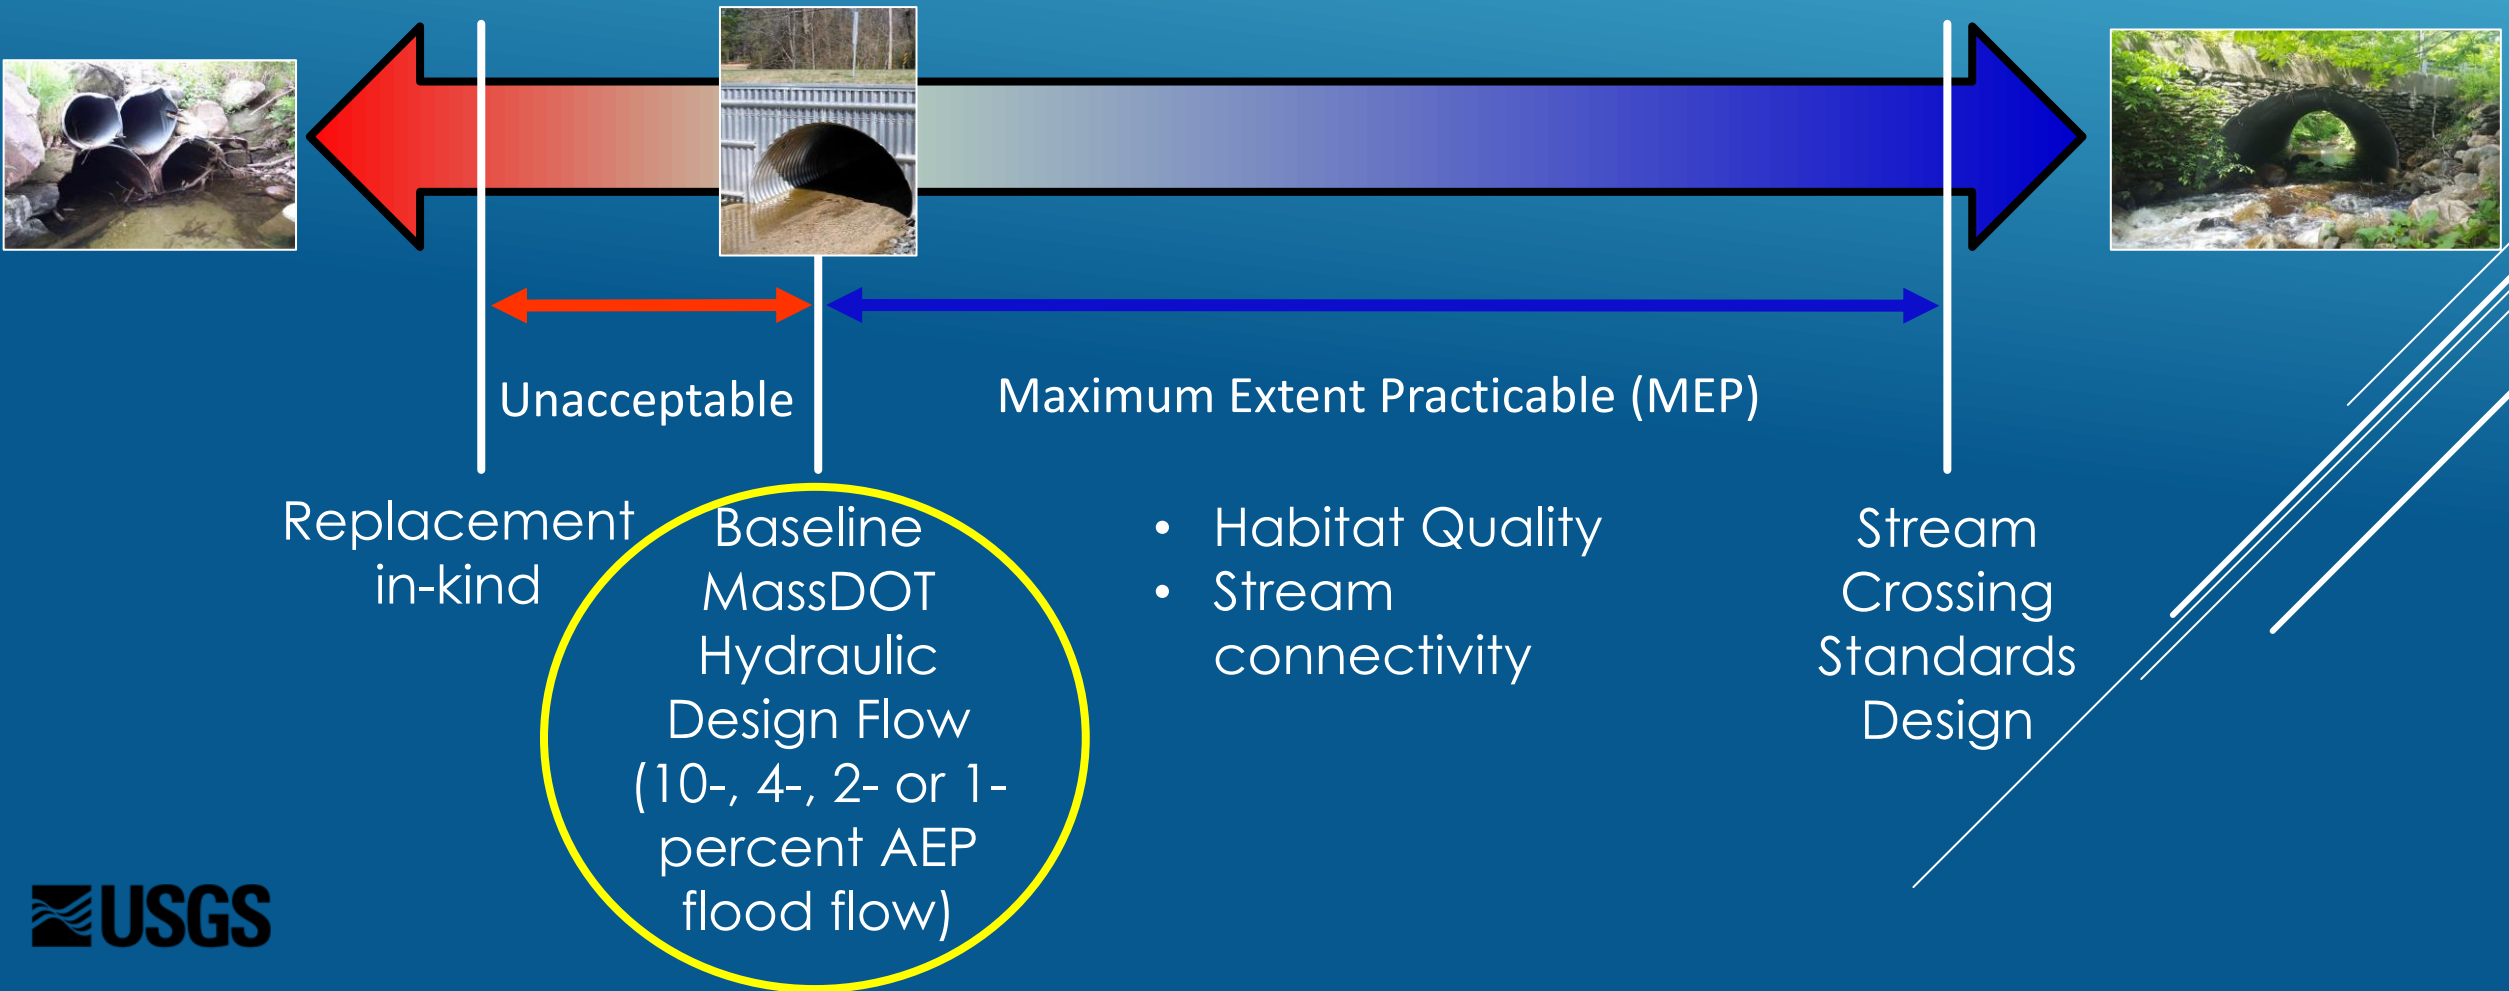 Unacceptable
Maximum Extent Practicable (MEP)
Replacement
in-kind
Baseline
MassDOT
Hydraulic
Design Flow
(10-, 4-, 2- or 1-
percent AEP
flood flow)
• Habitat Quality
• Stream
connectivity
Stream
Crossing
Standards
Design
USGS